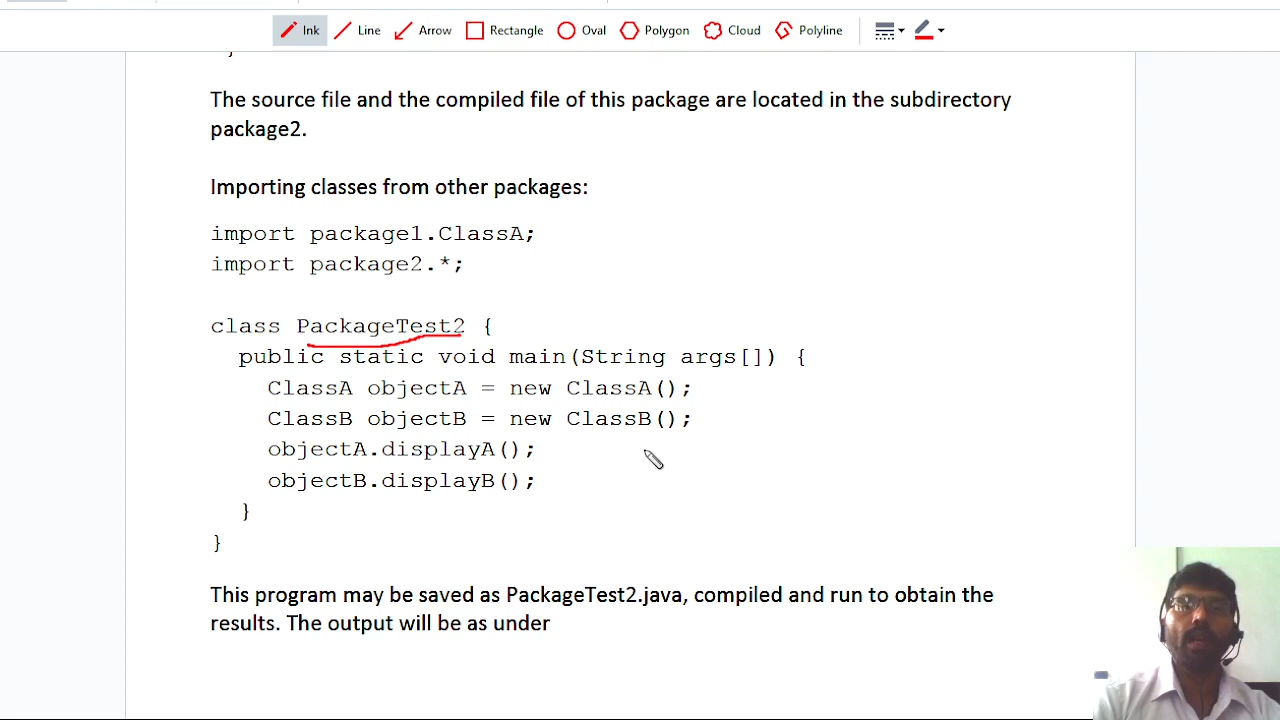 Ink Line Arrow Rectangle Oval Polygon Cloud Polyline
The source file and the compiled file of this package are located in the subdirectory
package2.
Importing classes from other packages:
import package1.ClassA;
import package2.*;
class PackageTest2 {
public static void main(String args[]) {
ClassA objectA = new ClassA();
ClassB objectB = new ClassB();
objectA.displayA();
objectB.displayB();
}
}
This program may be saved as PackageTest2.java, compiled and run to obtain the
results. The output will be as under